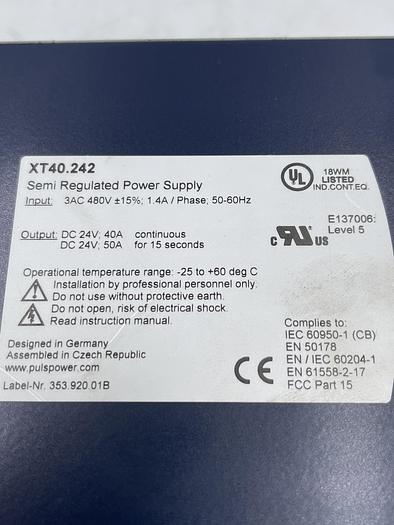 XT40.242
Semi Regulated Power Supply
Input: 3AC 480V ±15%; 1.4A / Phase; 50-60Hz
Output: DC 24V; 40A continuous
DC 24V; 50A for 15 seconds
Operational temperature range: -25 to +60 deg C
Installation by professional personnel only.
Do not use without protective earth.
Do not open, risk of electrical shock.
Read instruction manual.
Designed in Germany
Assembled in Czech Republic
www.pulspower.com
Label-Nr. 353.920.01B
UL
18WM
LISTED
IND.CONT.EQ.
E137006:
Level 5
c RU US
Complies to:
IEC 60950-1 (CB)
EN 50178
EN / IEC 60204-1
EN 61558-2-17
FCC Part 15
CE